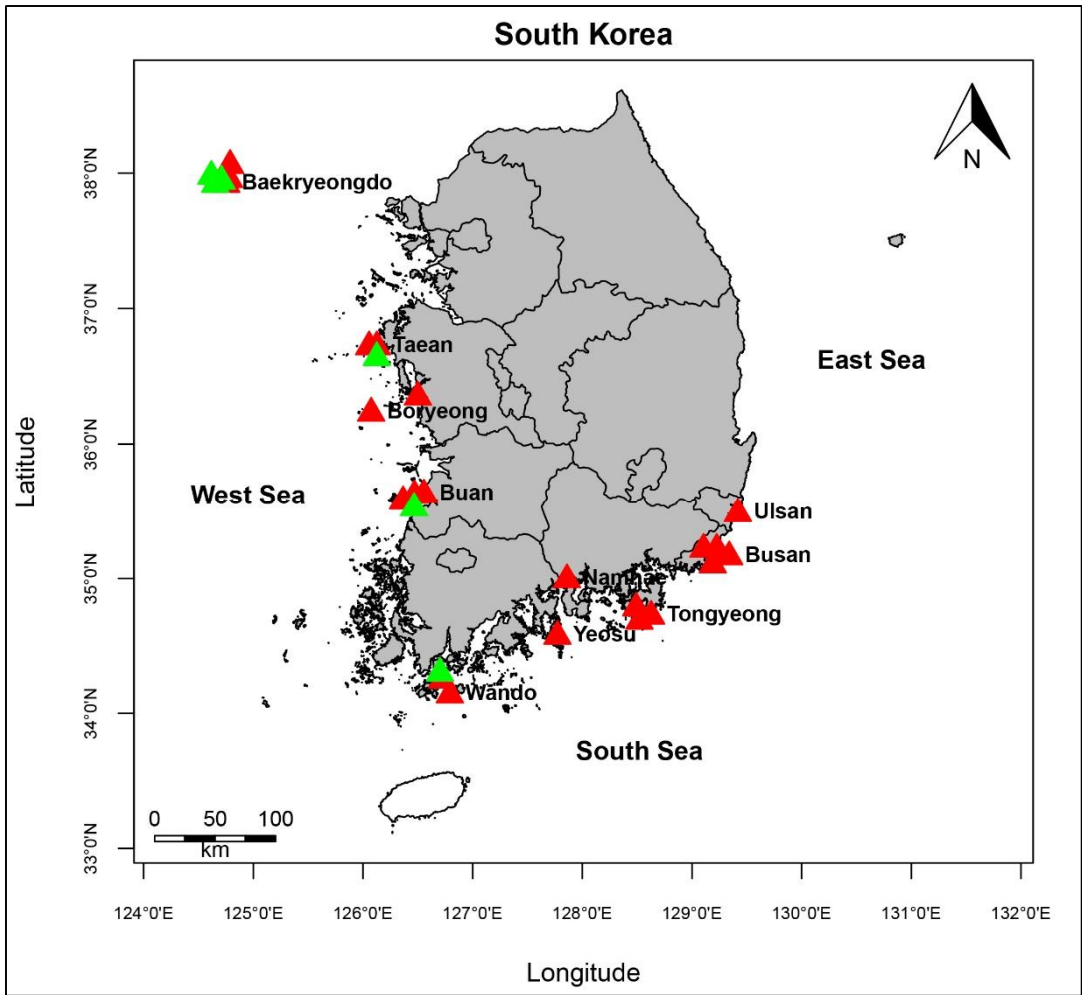 South Korea
N
38°0'N
Baekryeongdo
37°0'N
Taean
East Sea
Boryeong
36°0'N
West Sea
Buan
Ulsan
Busan
35°0'N
Namhae
Tongyeong
Yeosu
Wando
34°0'N
South Sea
0 50 100
km
33°0'N
124°0'E 125°0'E 126°0'E 127°0'E 128°0'E 129°0'E 130°0'E 131°0'E 132°0'E
Latitude
Longitude